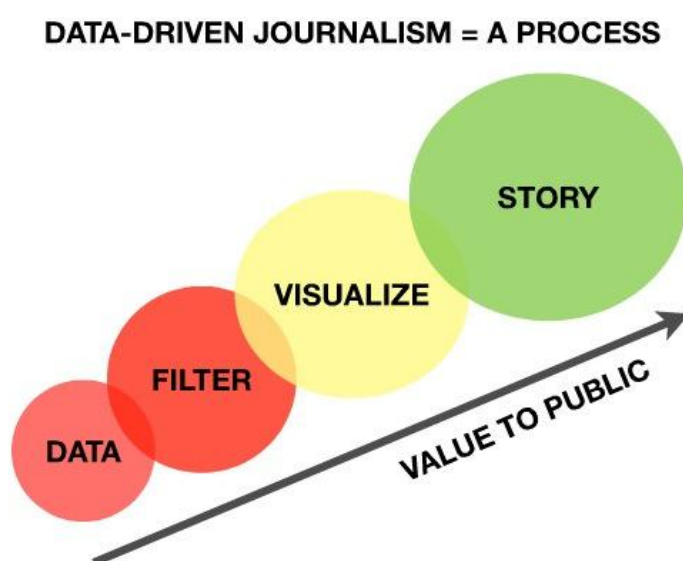 DATA-DRIVEN JOURNALISM = A PROCESS
STORY
VISUALIZE
FILTER
DATA
VALUE TO PUBLIC